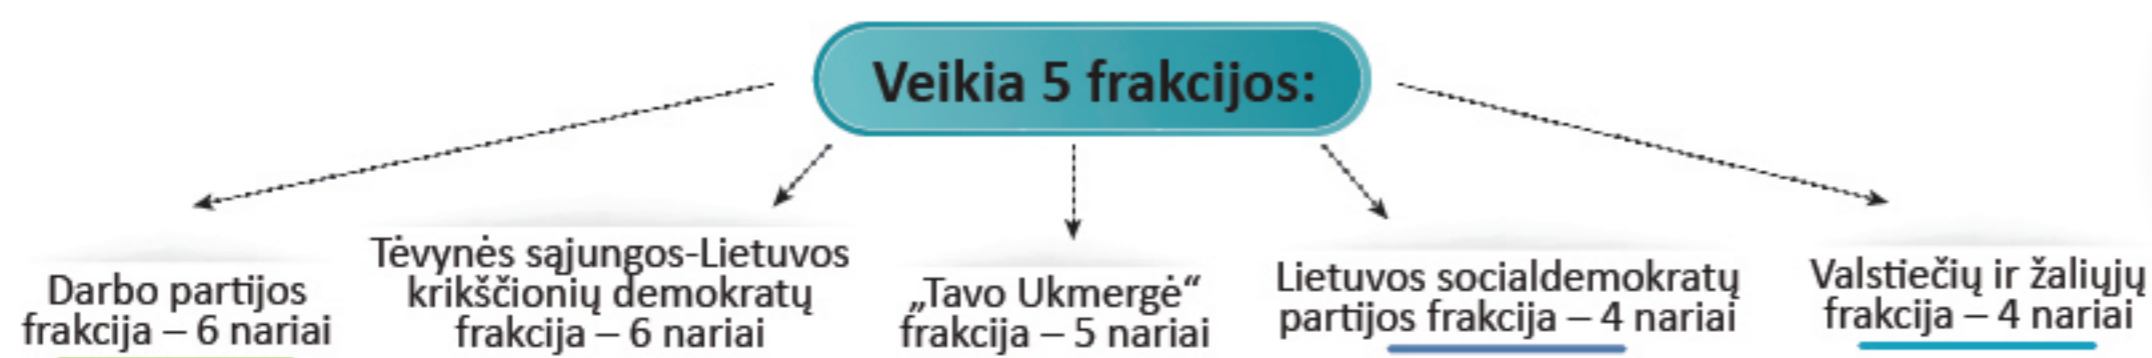 Veikia 5 frakcijos:
Darbo partijos
frakcija – 6 nariai
Tėvynės sąjungos-Lietuvos
krikščionių demokratų
frakcija – 6 nariai
„Tavo Ukmergė“
frakcija – 5 nariai
Lietuvos socialdemokratų
partijos frakcija – 4 nariai
Valstiečių ir žaliųjų
frakcija – 4 nariai